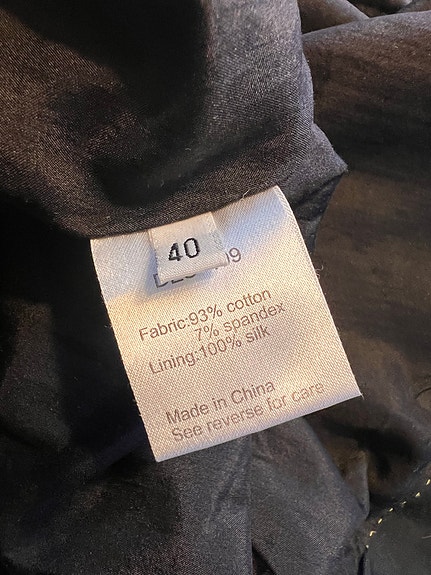 40
Fabric:93% cotton
7% spandex
Lining:100% silk
Made in China
See reverse for care